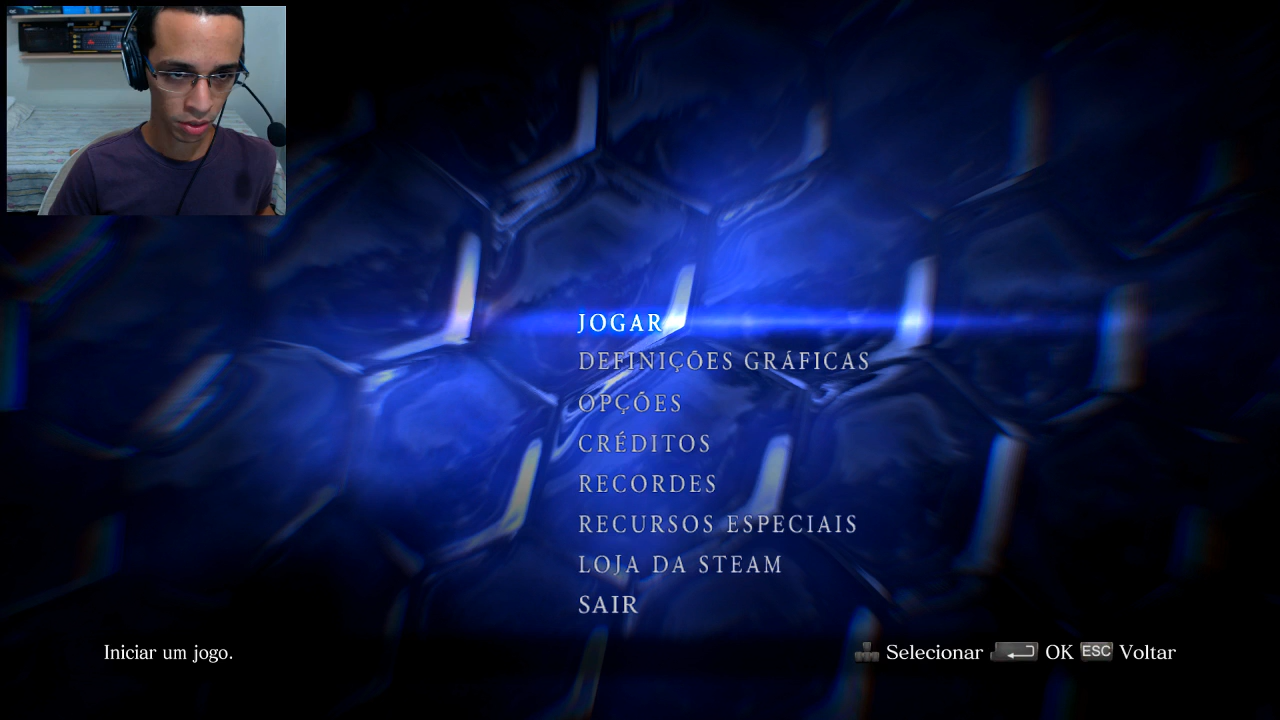 JOGAR
DEFINIÇÕES GRÁFICAS
OPÇÕES
CRÉDITOS
RECORDES
RECURSOS ESPECIAIS
LOJA DA STEAM
SAIR
Iniciar um jogo.
Selecionar OK ESC Voltar